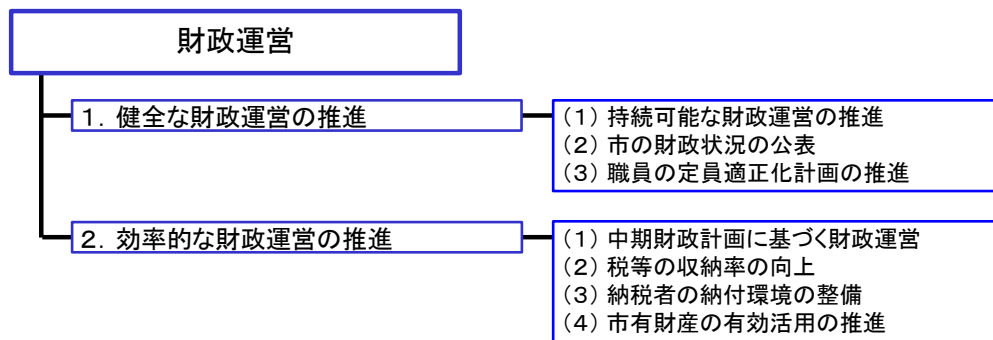 財政運営
1．健全な財政運営の推進
(1) 持続可能な財政運営の推進
(2) 市の財政状況の公表
(3) 職員の定員適正化計画の推進
2．効率的な財政運営の推進
(1) 中期財政計画に基づく財政運営
(2) 税等の収納率の向上
(3) 納税者の納付環境の整備
(4) 市有財産の有効活用の推進